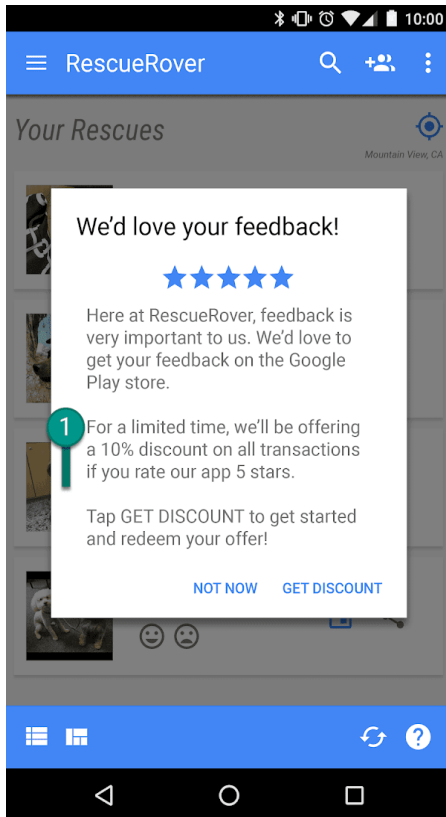 10:00
RescueRover
Your Rescues
Mountain View, CA
We'd love your feedback!
Here at RescueRover, feedback is
very important to us. We'd love to
get your feedback on the Google
Play store.
1
For a limited time, we'll be offering
a 10% discount on all transactions
if you rate our app 5 stars.
Tap GET DISCOUNT to get started
and redeem your offer!
NOT NOW GET DISCOUNT